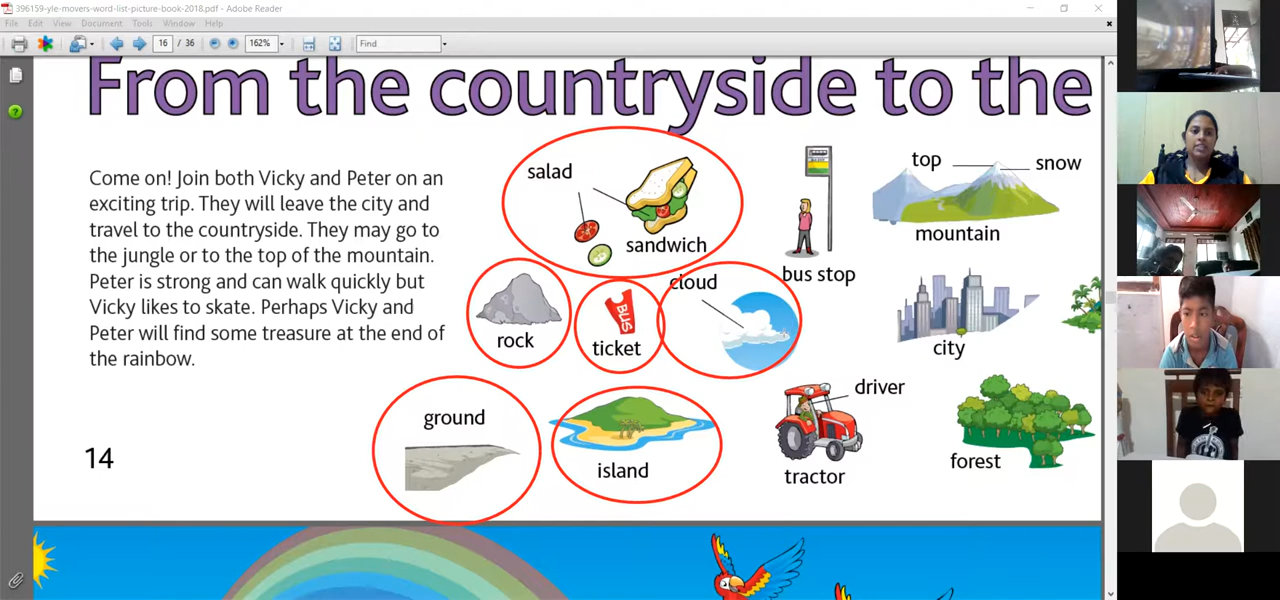 396159-yle-movers-word-list-picture-book-2018.pdf - Adobe Reader
File Edit View Document Tools Window Help
16 / 36 162% Find
From the countryside to the
Come on! Join both Vicky and Peter on an
exciting trip. They will leave the city and
travel to the countryside. They may go to
the jungle or to the top of the mountain.
Peter is strong and can walk quickly but
Vicky likes to skate. Perhaps Vicky and
Peter will find some treasure at the end of
the rainbow.
14
salad
sandwich
bus stop
top
snow
mountain
rock
BUS
ticket
cloud
city
ground
island
driver
tractor
forest